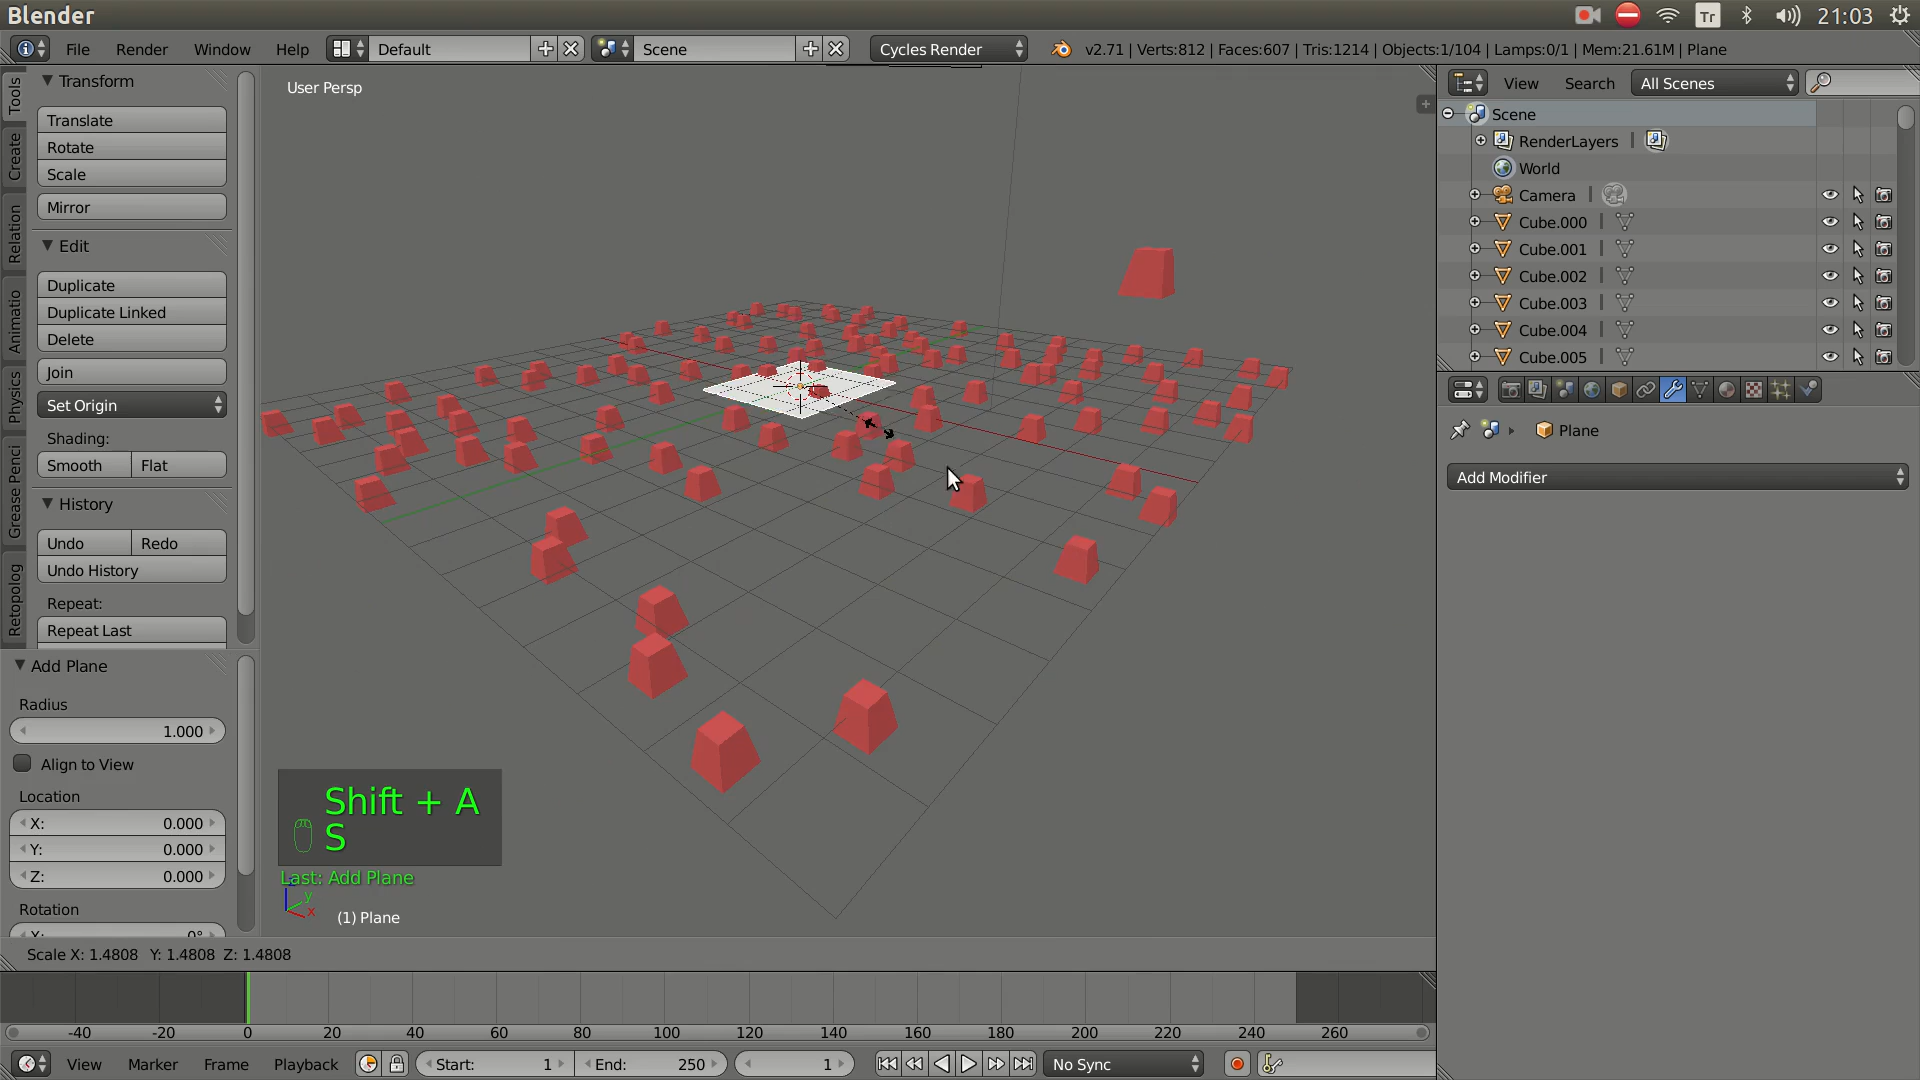 Blender
Tr
21:03
File Render Window Help Default Scene Cycles Render v2.71 | Verts:812 | Faces:607 | Tris:1214 | Objects:1/104 | Lamps:0/1 | Mem:21.61M | Plane
Tools
Create
Relation
Animatio
Physics
Grease Penci
Retopolog
Transform
Translate
Rotate
Scale
Mirror
Edit
Duplicate
Duplicate Linked
Delete
Join
Set Origin
Shading:
Smooth Flat
History
Undo Redo
Undo History
Repeat:
Repeat Last
Add Plane
Radius
1.000
Align to View
Location
X: 0.000
Y: 0.000
Z: 0.000
Rotation
X: 0°
User Persp
Shift + A
S
Last: Add Plane
y
x
(1) Plane
Scale X: 1.4808 Y: 1.4808 Z: 1.4808
View Search All Scenes
Scene
RenderLayers
World
Camera
Cube.000
Cube.001
Cube.002
Cube.003
Cube.004
Cube.005
Plane
Add Modifier
-40 -20 0 20 40 60 80 100 120 140 160 180 200 220 240 260
View Marker Frame Playback Start: 1 End: 250 1 No Sync